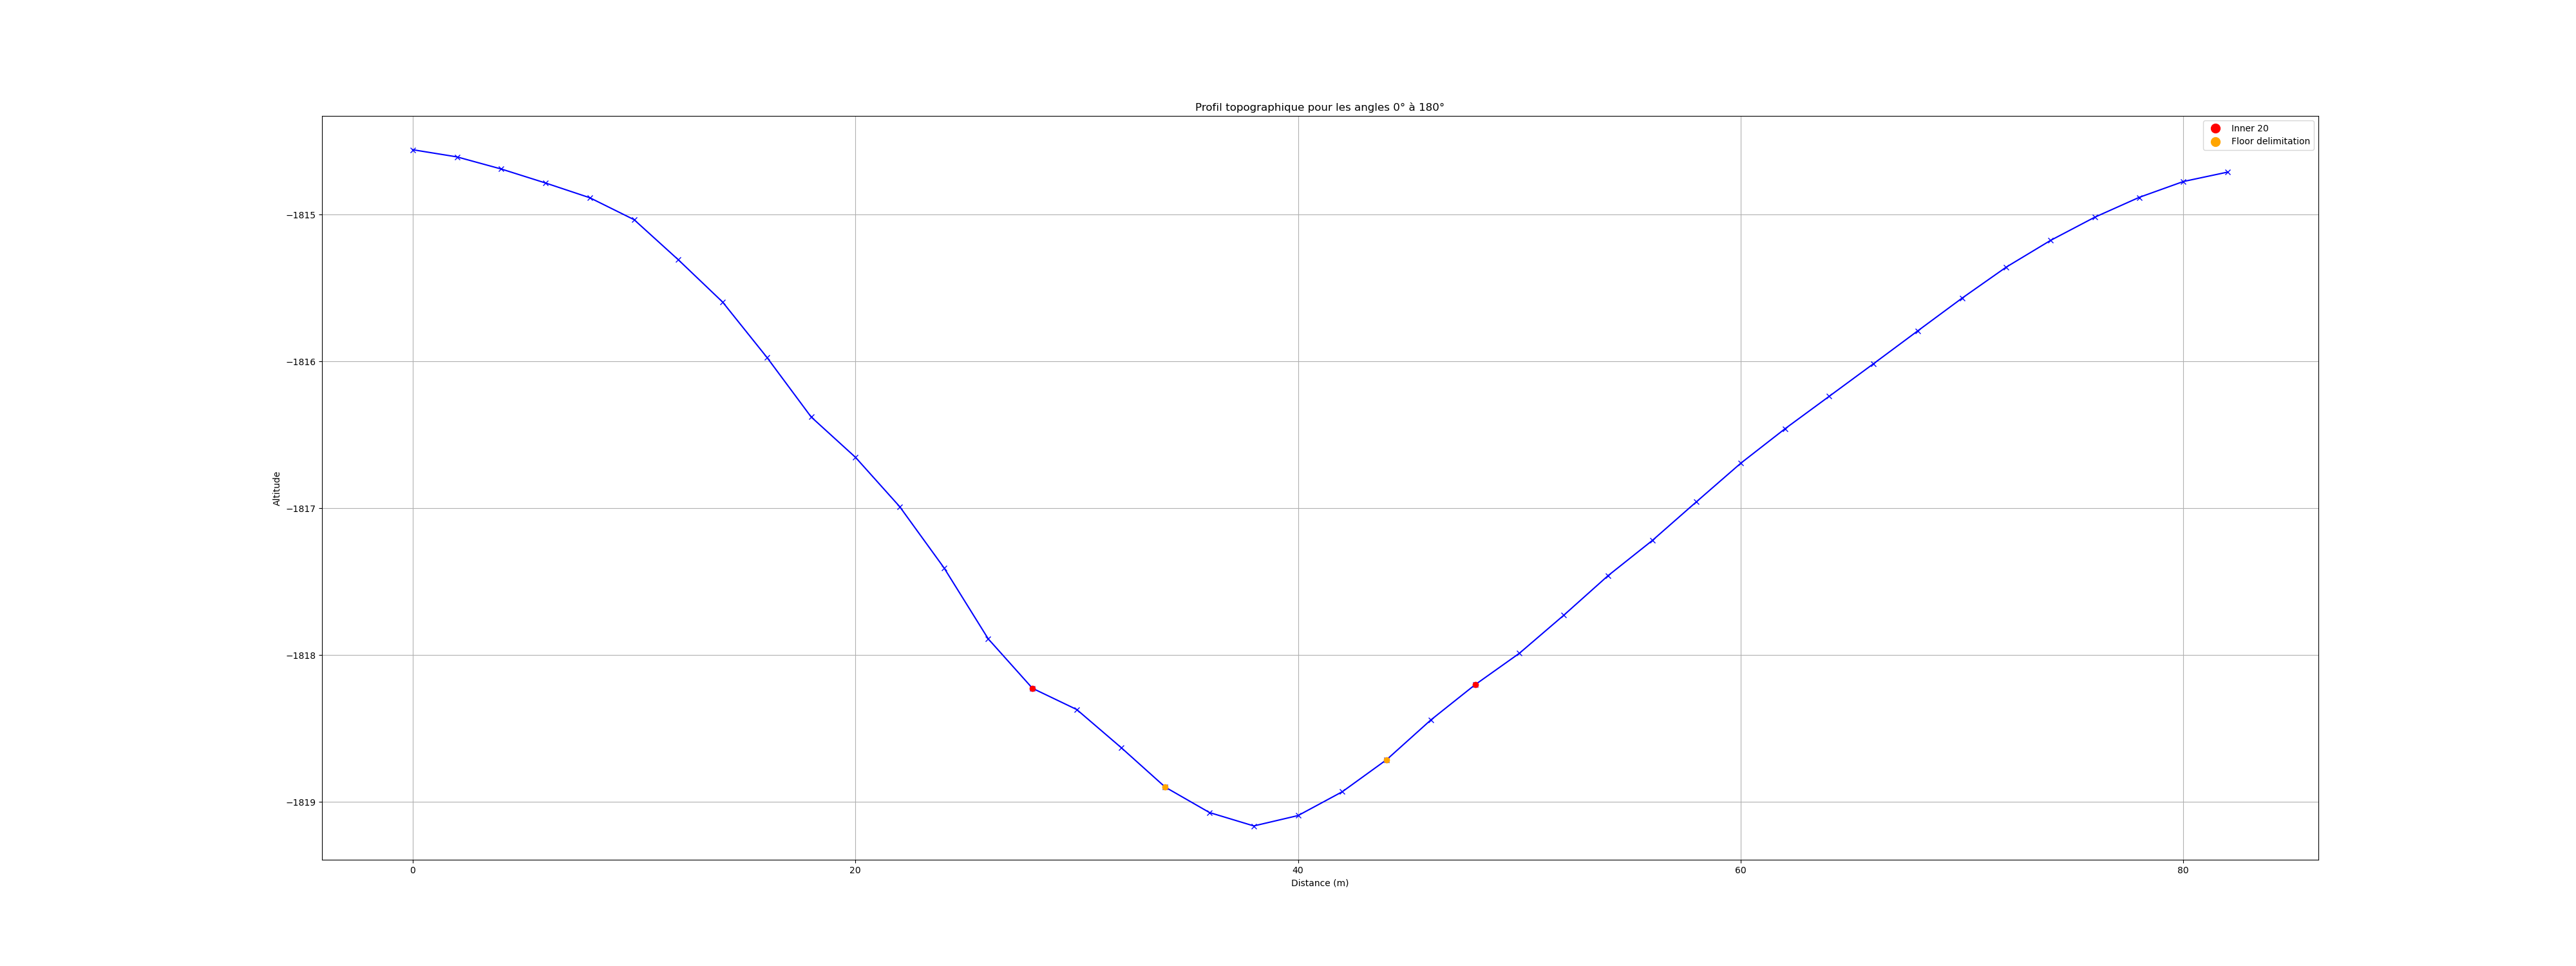 Profil topographique pour les angles 0° à 180°
Inner 20
Floor delimitation
Altitude
−1815
−1816
−1817
−1818
−1819
0 20 40 60 80
Distance (m)